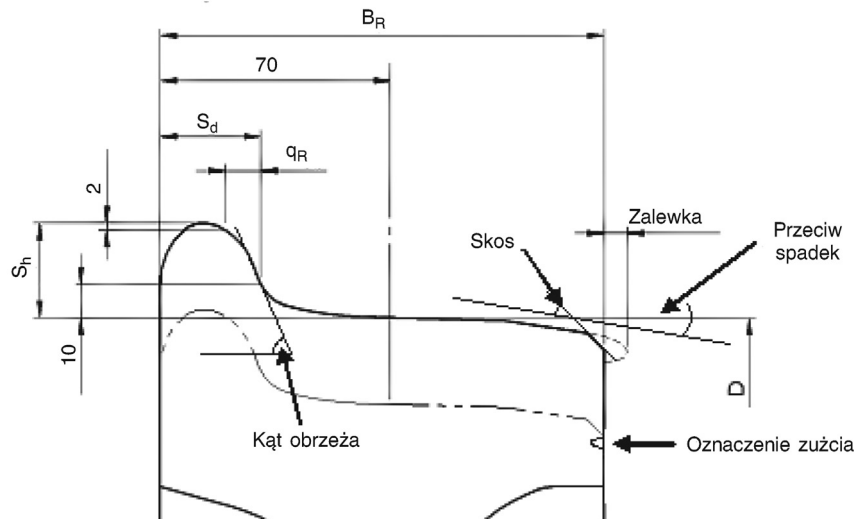 B_R
70
S_d
q_R
2
Zalewka
Przeciw
spadek
Skos
S_h
10
D
Kąt obrzeża
Oznaczenie zużcia